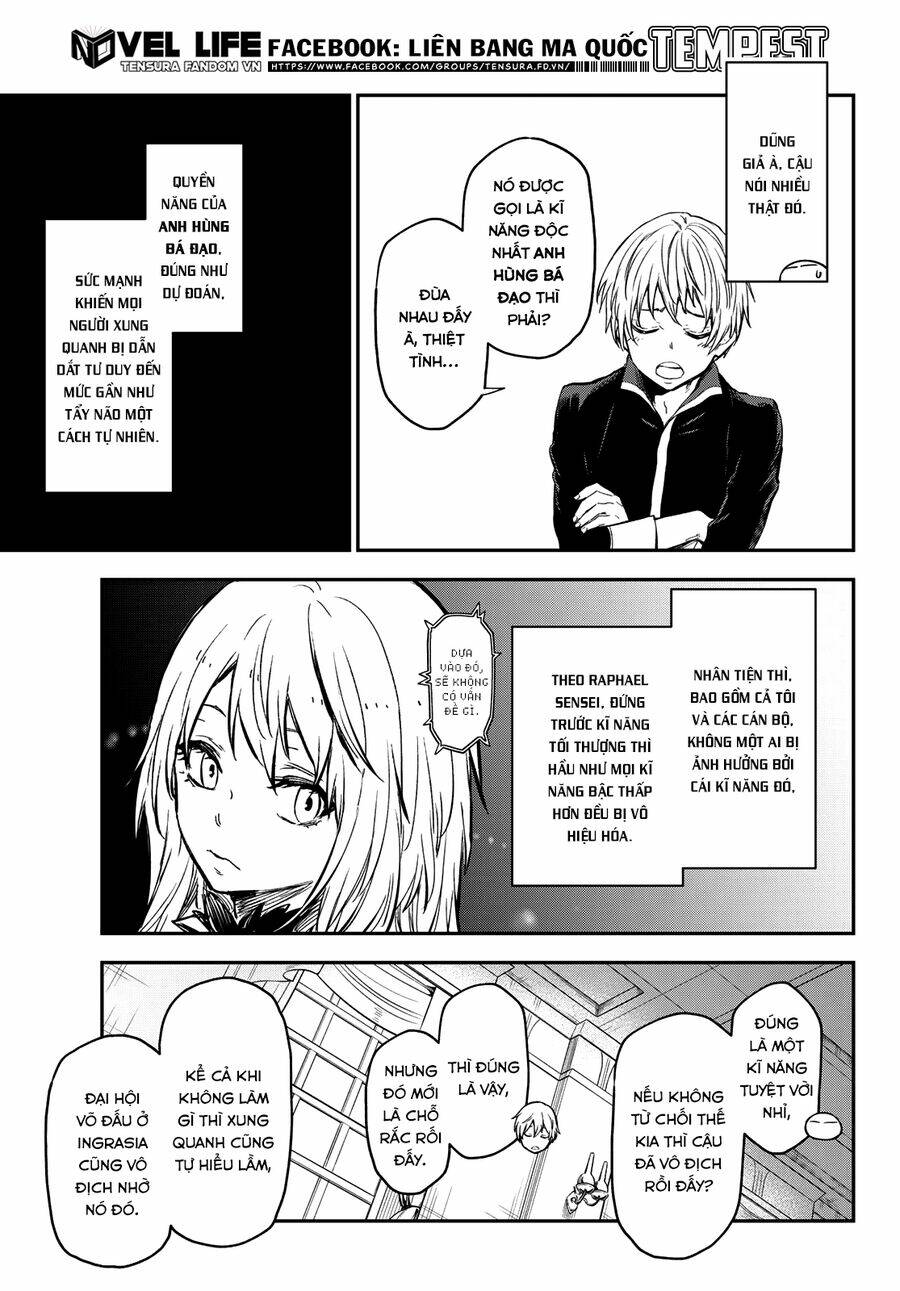 NOVEL LIFE
TENSURA FANDOM VN
FACEBOOK: LIÊN BANG MA QUỐC
HTTPS://WWW.FACEBOOK.COM/GROUPS/TENSURA.FD.VN/
TEMPEST
DŨNG
GIẢ À, CẬU
NÓI NHIỀU
THẬT ĐÓ.
NÓ ĐƯỢC
GỌI LÀ KĨ
NĂNG ĐỘC
NHẤT ANH
HÙNG BÁ
ĐẠO THÌ
PHẢI?
ĐÙA
NHAU ĐẤY
À, THIỆT
TÌNH...
QUYỀN
NĂNG CỦA
ANH HÙNG
BÁ ĐẠO,
ĐÚNG NHƯ
DỰ ĐOÁN,
SỨC MẠNH
KHIẾN MỌI
NGƯỜI XUNG
QUANH BỊ DẪN
DẮT TƯ DUY ĐẾN
MỨC GẦN NHƯ
TẨY NÃO MỘT
CÁCH TỰ NHIÊN.
NHÂN TIỆN THÌ,
BAO GỒM CẢ TÔI
VÀ CÁC CÁN BỘ,
KHÔNG MỘT AI BỊ
ẢNH HƯỞNG BỞI
CÁI KĨ NĂNG ĐÓ,
THEO RAPHAEL
SENSEI, ĐỨNG
TRƯỚC KĨ NĂNG
TỐI THƯỢNG THÌ
HẦU NHƯ MỌI KĨ
NĂNG BẬC THẤP
HƠN ĐỀU BỊ VÔ
HIỆU HÓA.
DỰA
VÀO ĐÓ,
SẼ KHÔNG
CÓ VẤN
ĐỀ GÌ.
ĐÚNG
LÀ MỘT
KĨ NĂNG
TUYỆT VỜI
NHỈ,
NẾU KHÔNG
TỪ CHỐI THẾ
KIA THÌ CẬU
ĐÃ VÔ ĐỊCH
RỒI ĐẤY?
THÌ ĐÚNG
LÀ VẬY,
NHƯNG
ĐÓ MỚI
LÀ CHỖ
RẮC RỐI
ĐẤY.
KỂ CẢ KHI
KHÔNG LÀM
GÌ THÌ XUNG
QUANH CŨNG
TỰ HIỂU LẦM,
ĐẠI HỘI
VÕ ĐẤU Ở
INGRASIA
CŨNG VÔ
ĐỊCH NHỜ
NÓ ĐÓ.